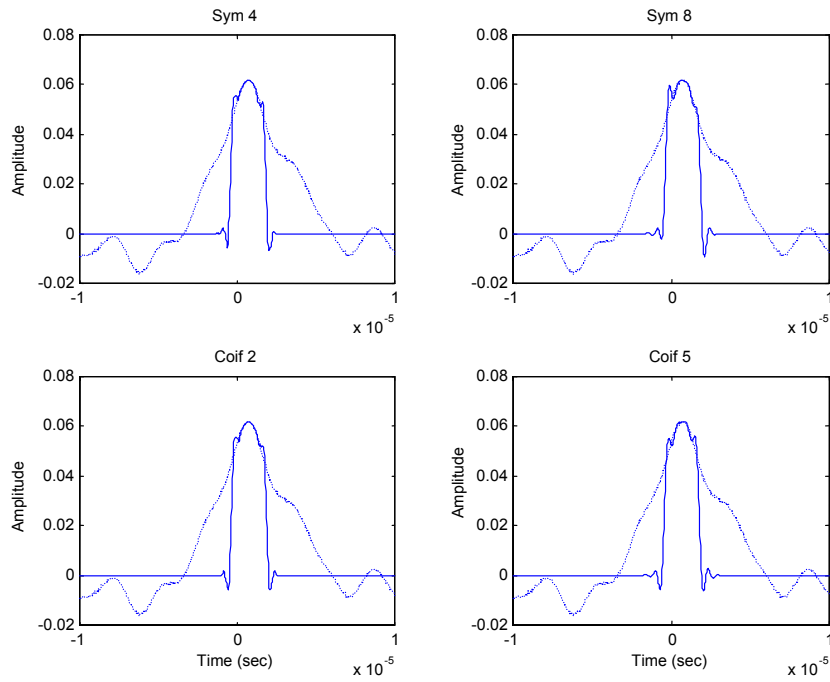 Sym 4
0.08
0.06
0.04
0.02
0
-0.02
Amplitude
-1
0
1
x 10-5
Sym 8
0.08
0.06
0.04
0.02
0
-0.02
Amplitude
-1
0
1
x 10-5
Coif 2
0.08
0.06
0.04
0.02
0
-0.02
Amplitude
-1
0
1
Time (sec)
x 10-5
Coif 5
0.08
0.06
0.04
0.02
0
-0.02
Amplitude
-1
0
1
Time (sec)
x 10-5